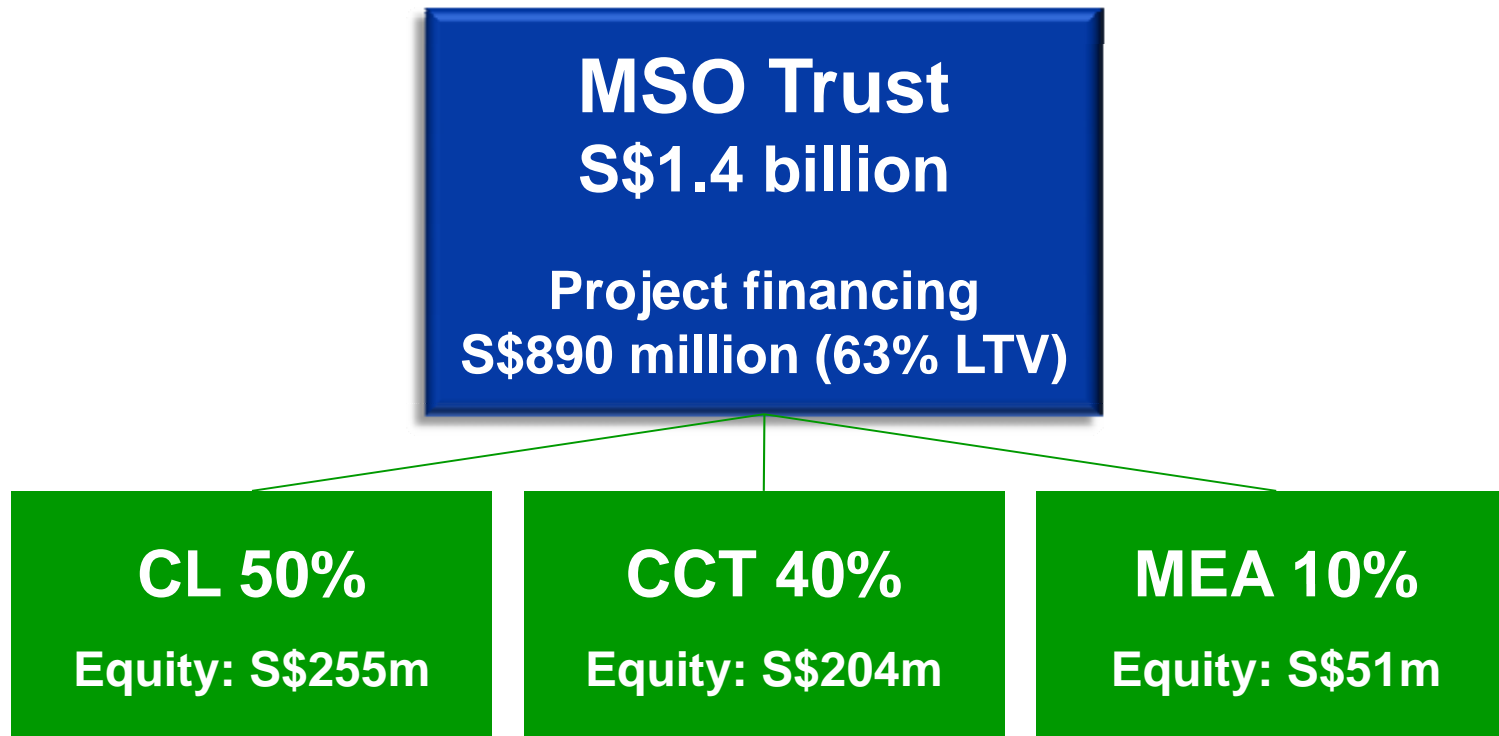 MSO Trust
S$1.4 billion
Project financing
S$890 million (63% LTV)
CL 50%
Equity: S$255m
CCT 40%
Equity: S$204m
MEA 10%
Equity: S$51m